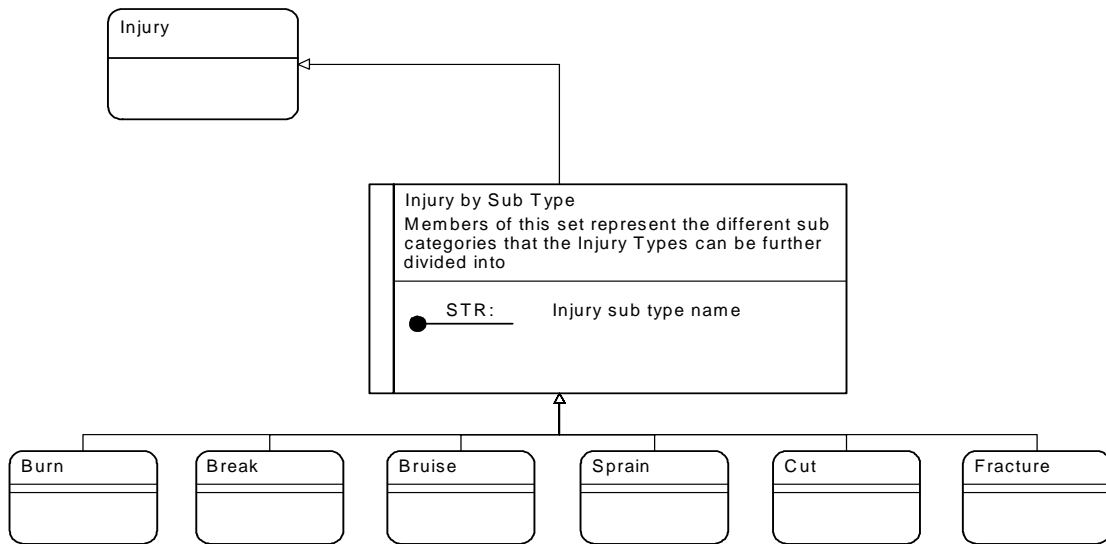 Injury
Injury by Sub Type
Members of this set represent the different sub
categories that the Injury Types can be further
divided into
STR: Injury sub type name
Burn
Break
Bruise
Sprain
Cut
Fracture